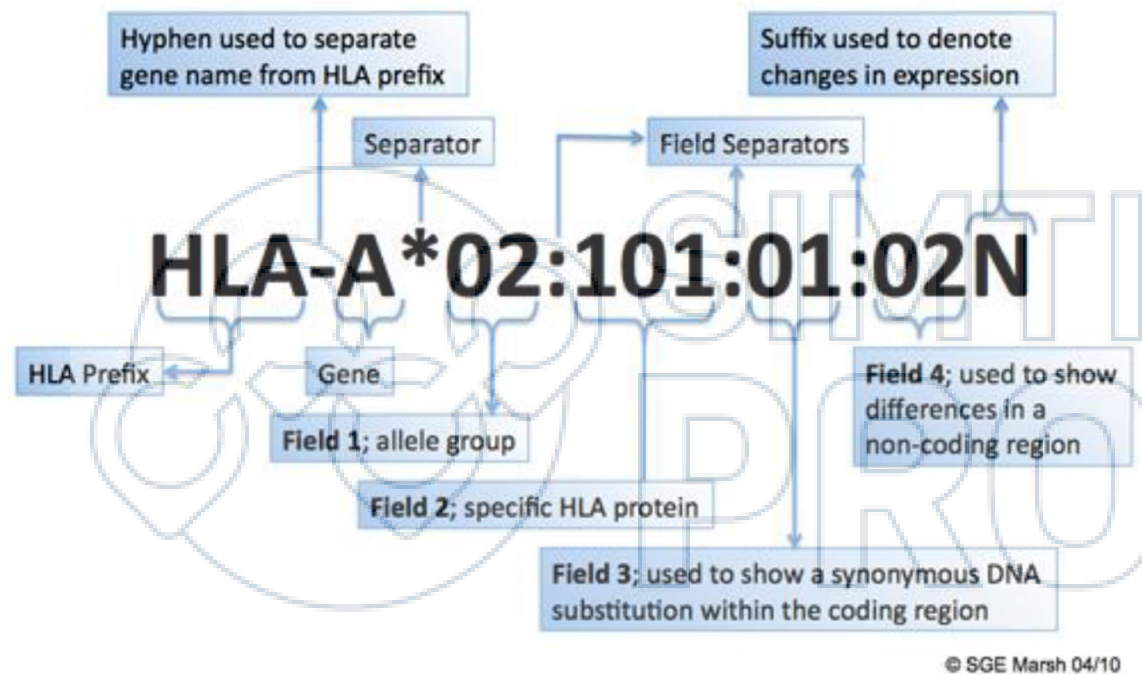 Hyphen used to separate
gene name from HLA prefix
Suffix used to denote
changes in expression
Separator
Field Separators
HLA-A*02:101:01:02N
HLA Prefix
Gene
Field 1; allele group
Field 2; specific HLA protein
Field 3; used to show a synonymous DNA
substitution within the coding region
Field 4; used to show
differences in a
non-coding region
SIMTI
PRO
© SGE Marsh 04/10